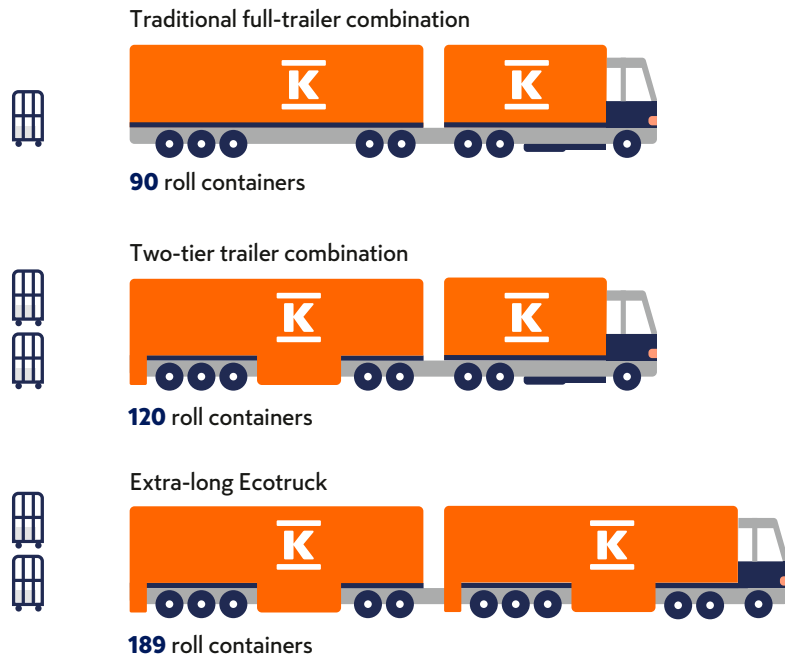 Traditional full-trailer combination
K K
90 roll containers
Two-tier trailer combination
K K
120 roll containers
Extra-long Ecotruck
K K
189 roll containers